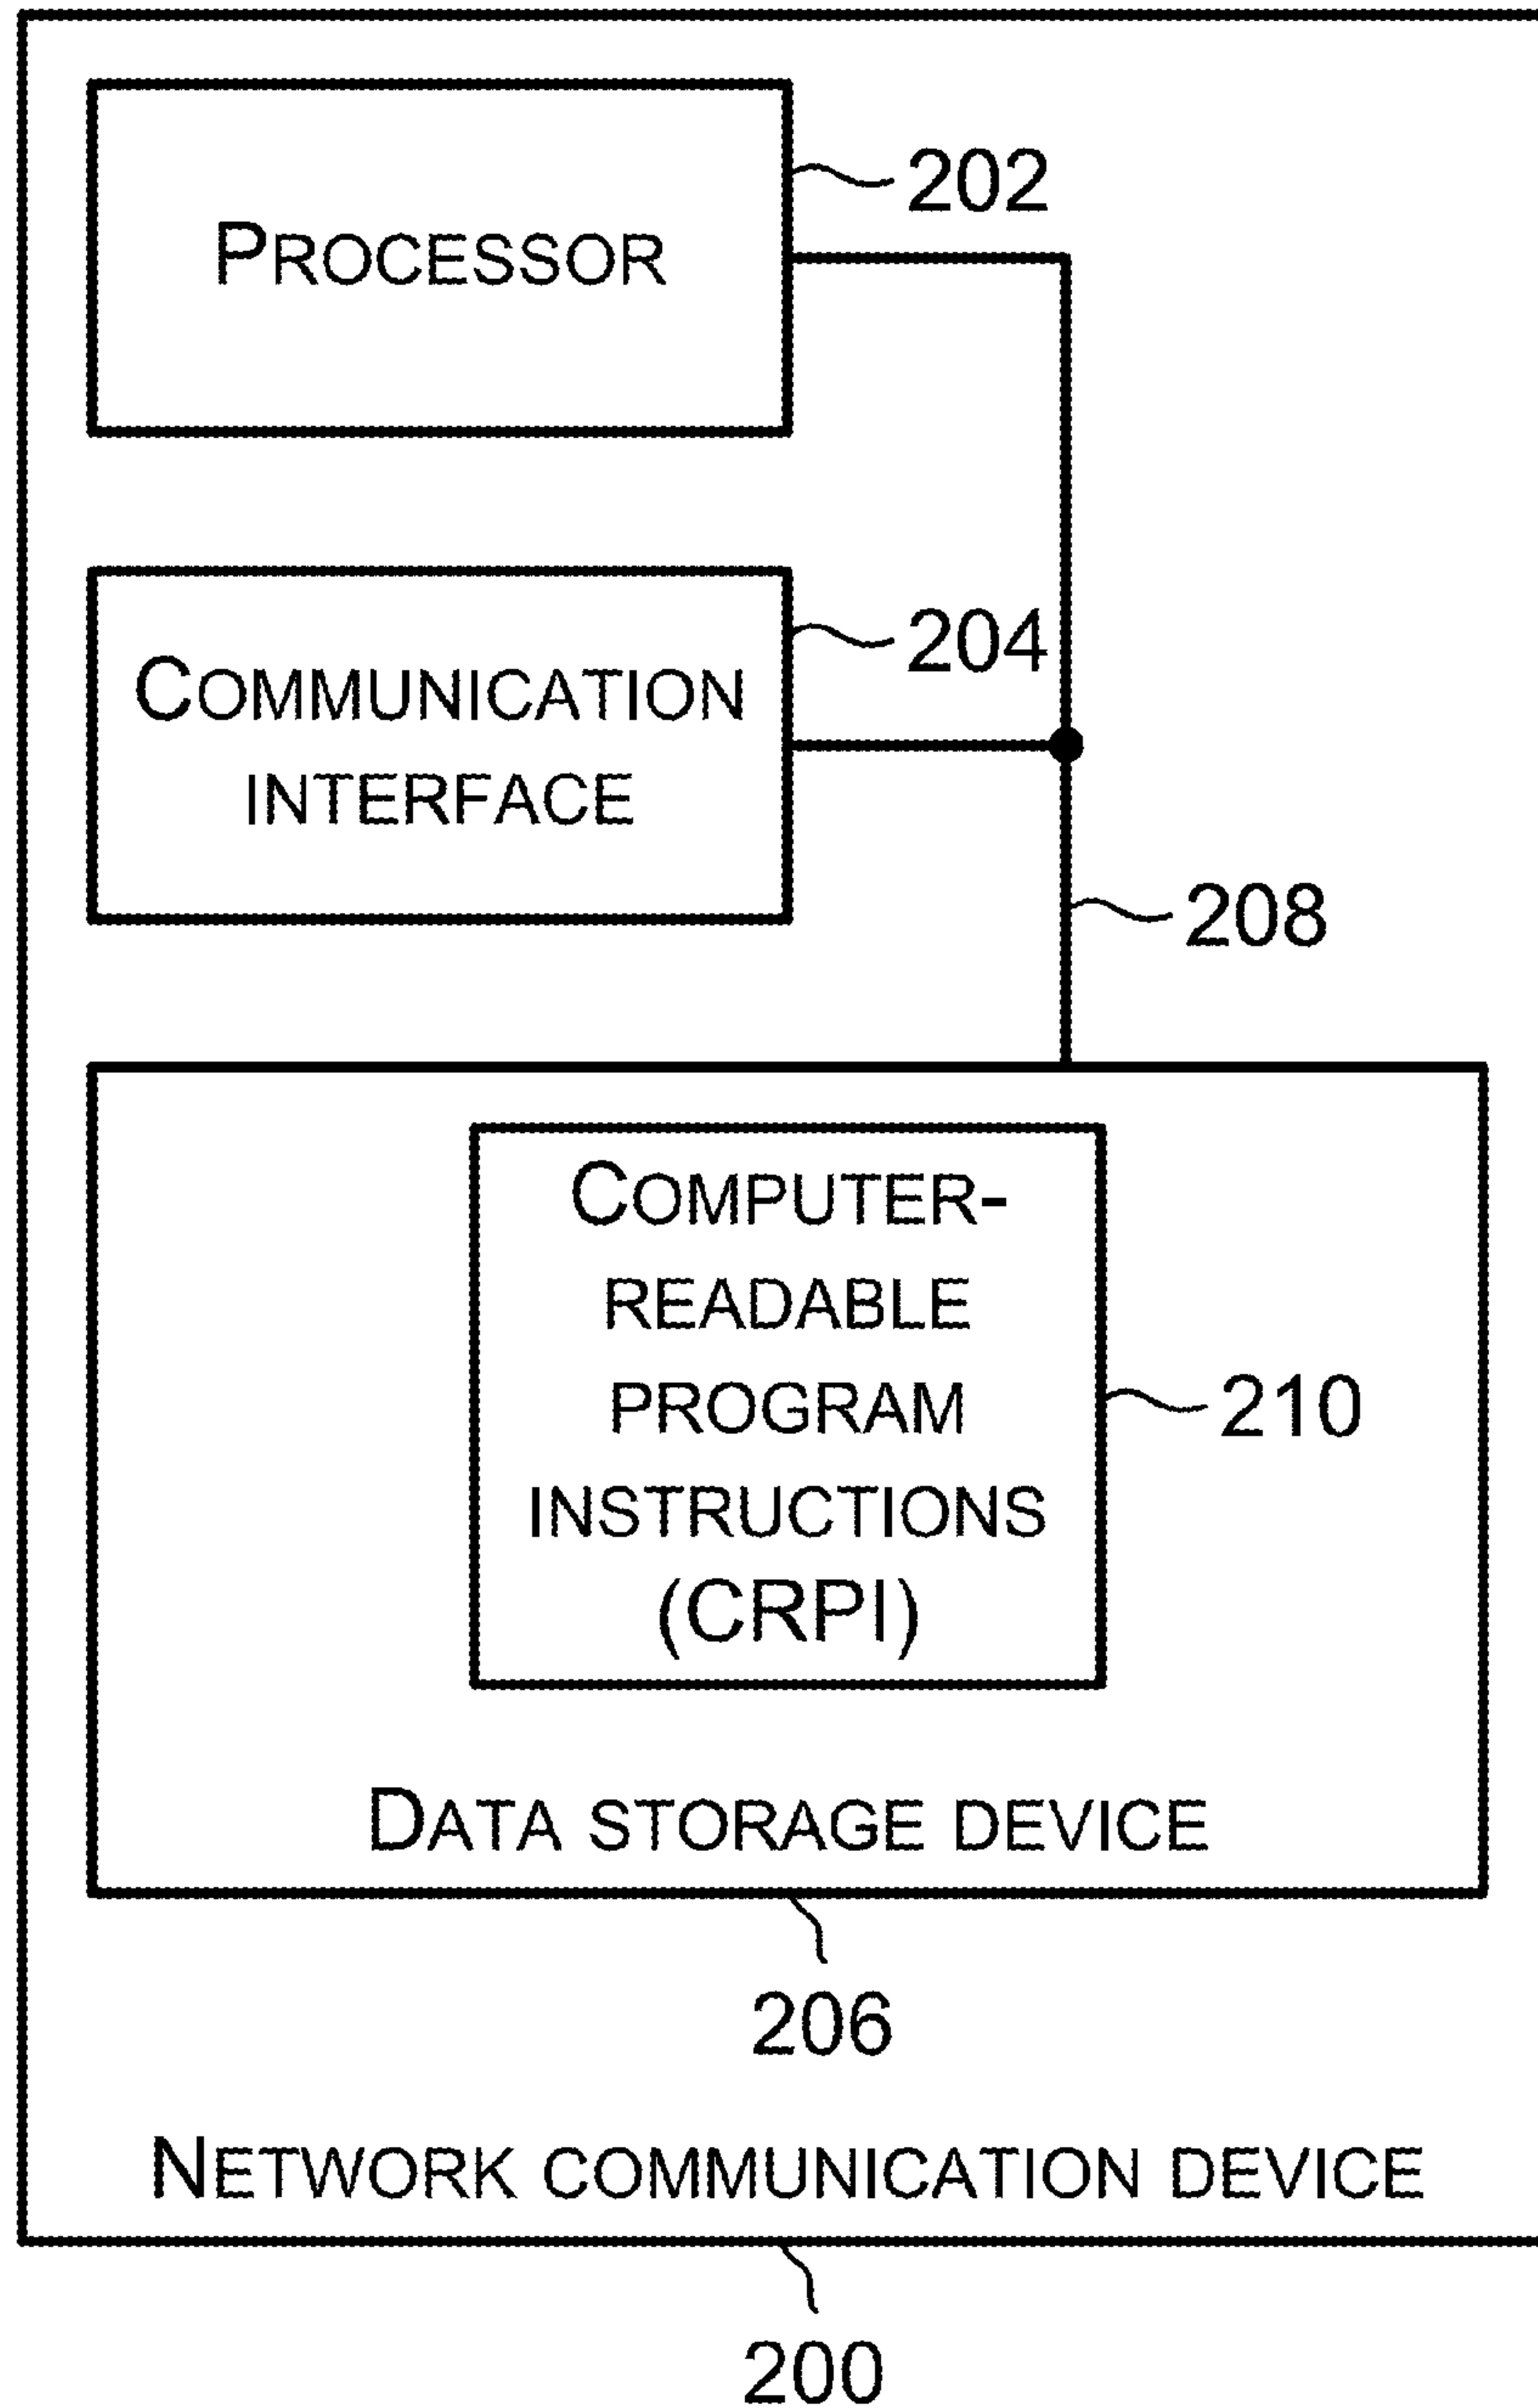 PROCESSOR
202
COMMUNICATION
INTERFACE
204
208
COMPUTER-
READABLE
PROGRAM
INSTRUCTIONS
(CRPI)
210
DATA STORAGE DEVICE
206
NETWORK COMMUNICATION DEVICE
200